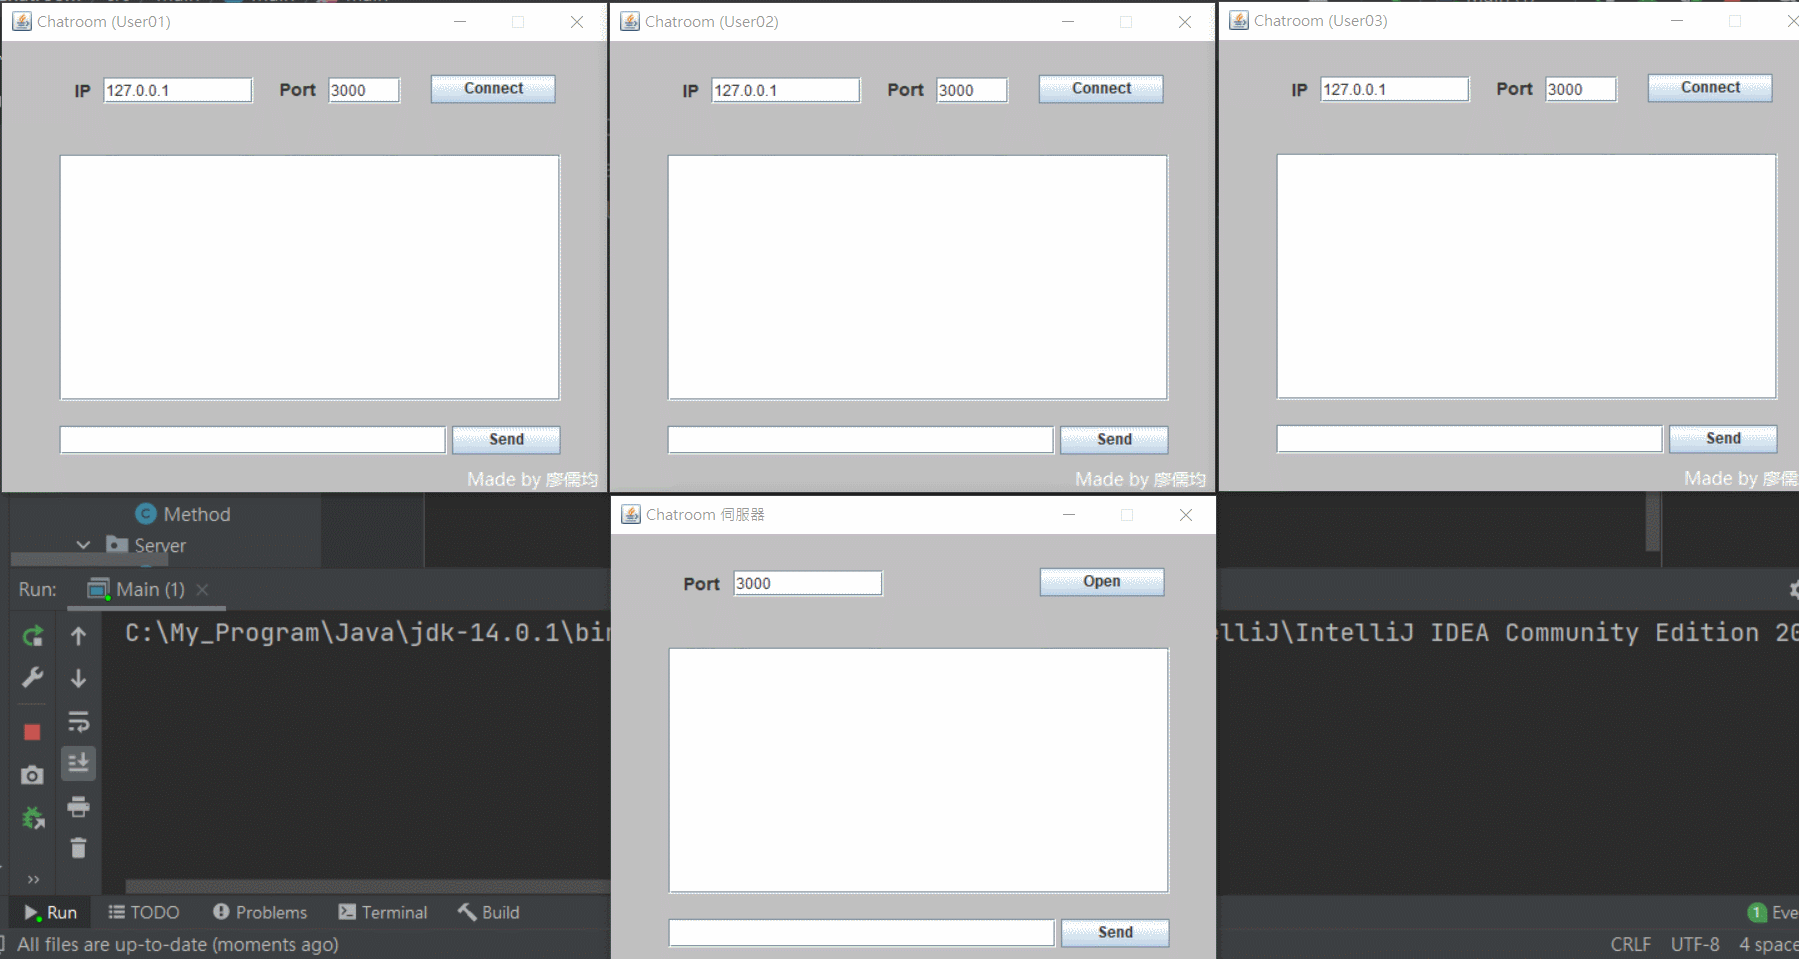 Chatroom (User01)
IP 127.0.0.1 Port 3000 Connect
Send
Made by 廖儒均
Chatroom (User02)
IP 127.0.0.1 Port 3000 Connect
Send
Made by 廖儒均
Chatroom (User03)
IP 127.0.0.1 Port 3000 Connect
Send
Made by 廖儒
Method
Server
Chatroom 伺服器
Port 3000 Open
Send
Run: Main (1)
C:\My_Program\Java\jdk-14.0.1\bin
elliJ\IntelliJ IDEA Community Edition 20
Run TODO Problems Terminal Build
1 Eve
All files are up-to-date (moments ago)
CRLF UTF-8 4 space